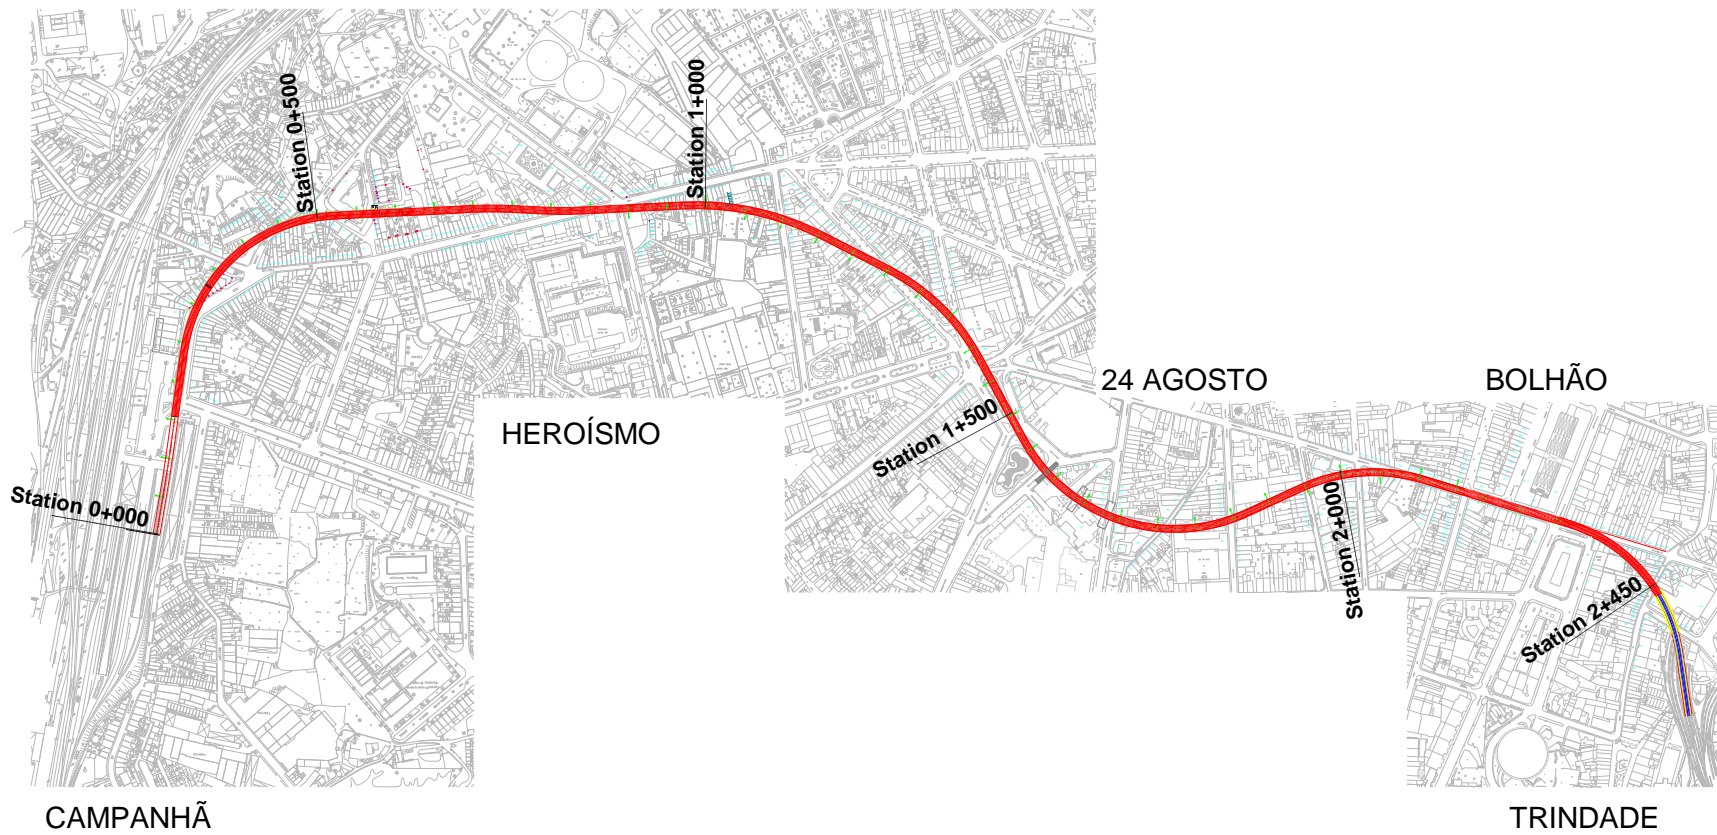 Station 0+500
Station 1+000
24 AGOSTO
BOLHÃO
HEROÍSMO
Station 1+500
Station 0+000
Station 2+000
Station 2+450
CAMPANHÃ
TRINDADE